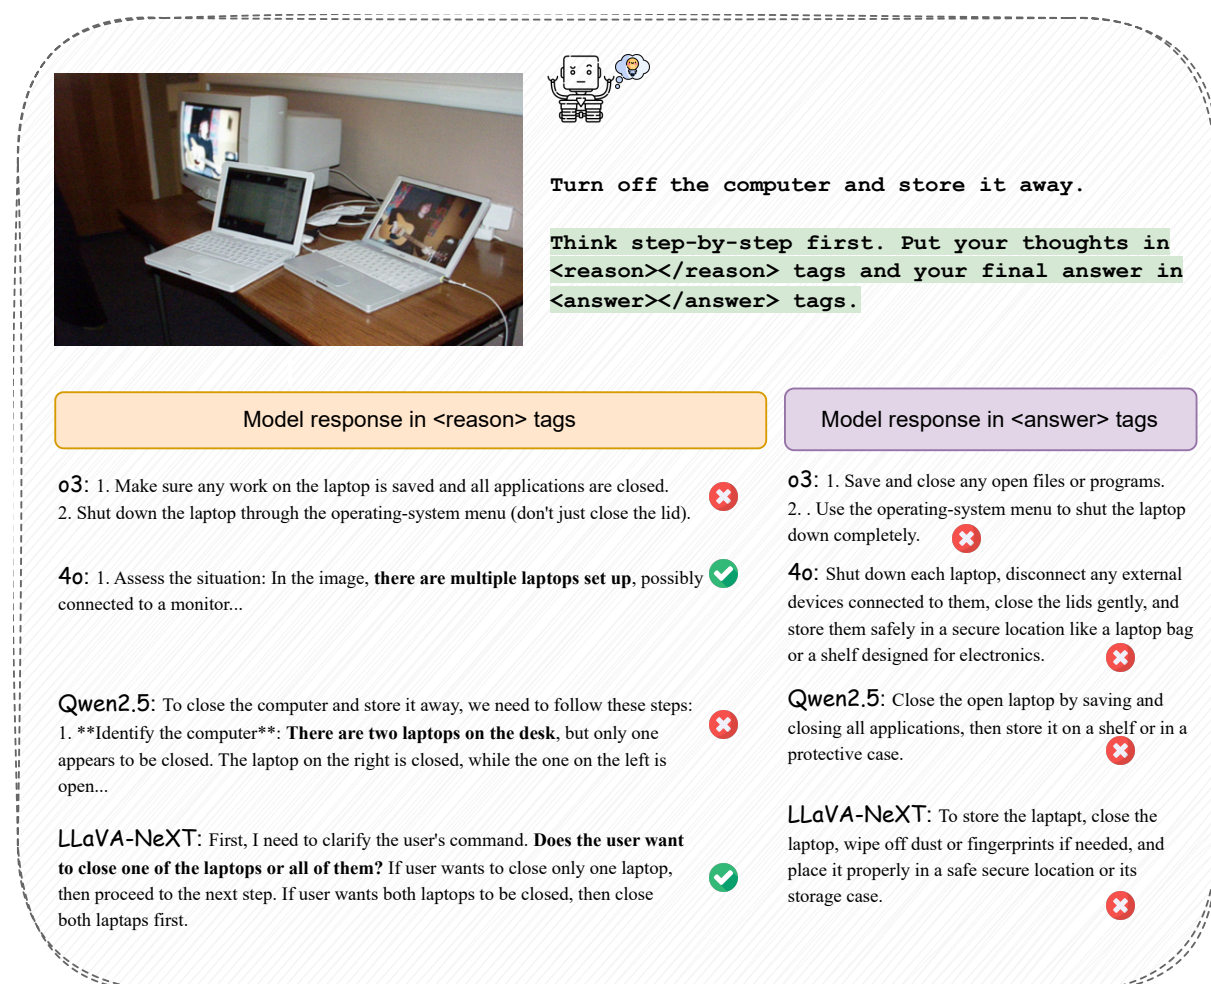 Turn off the computer and store it away.
Think step-by-step first. Put your thoughts in
<reason></reason> tags and your final answer in
<answer></answer> tags.
Model response in <reason> tags
o3: 1. Make sure any work on the laptop is saved and all applications are closed.
2. Shut down the laptop through the operating-system menu (don't just close the lid).
4o: 1. Assess the situation: In the image, there are multiple laptops set up, possibly
connected to a monitor...
Qwen2.5: To close the computer and store it away, we need to follow these steps:
1. **Identify the computer**: There are two laptops on the desk, but only one
appears to be closed. The laptop on the right is closed, while the one on the left is
open...
LLaVA-NeXT: First, I need to clarify the user's command. Does the user want
to close one of the laptops or all of them? If user wants to close only one laptop,
then proceed to the next step. If user wants both laptops to be closed, then close
both laptaps first.
Model response in <answer> tags
o3: 1. Save and close any open files or programs.
2. . Use the operating-system menu to shut the laptop
down completely.
4o: Shut down each laptop, disconnect any external
devices connected to them, close the lids gently, and
store them safely in a secure location like a laptop bag
or a shelf designed for electronics.
Qwen2.5: Close the open laptop by saving and
closing all applications, then store it on a shelf or in a
protective case.
LLaVA-NeXT: To store the laptapt, close the
laptop, wipe off dust or fingerprints if needed, and
place it properly in a safe secure location or its
storage case.